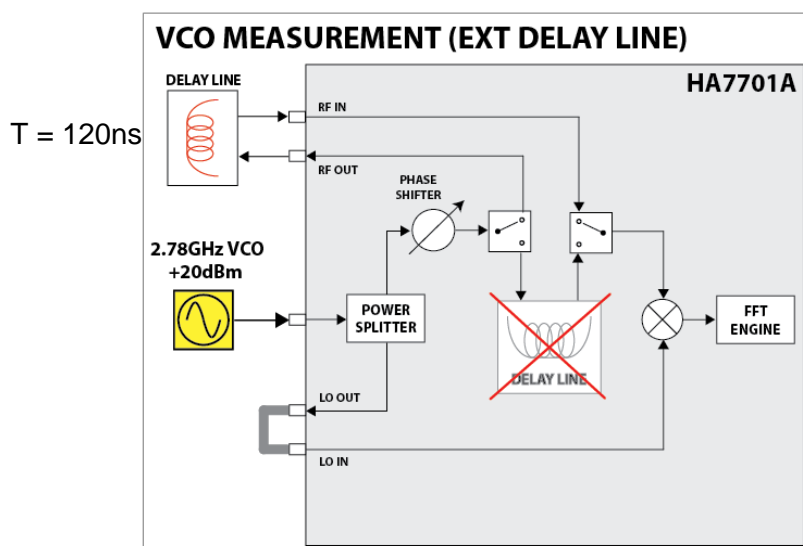 VCO MEASUREMENT (EXT DELAY LINE)
DELAY LINE
HA7701A
RF IN
T = 120ns
RF OUT
PHASE
SHIFTER
2.78GHz VCO
+20dBm
POWER
SPLITTER
FFT
ENGINE
DELAY LINE
LO OUT
LO IN